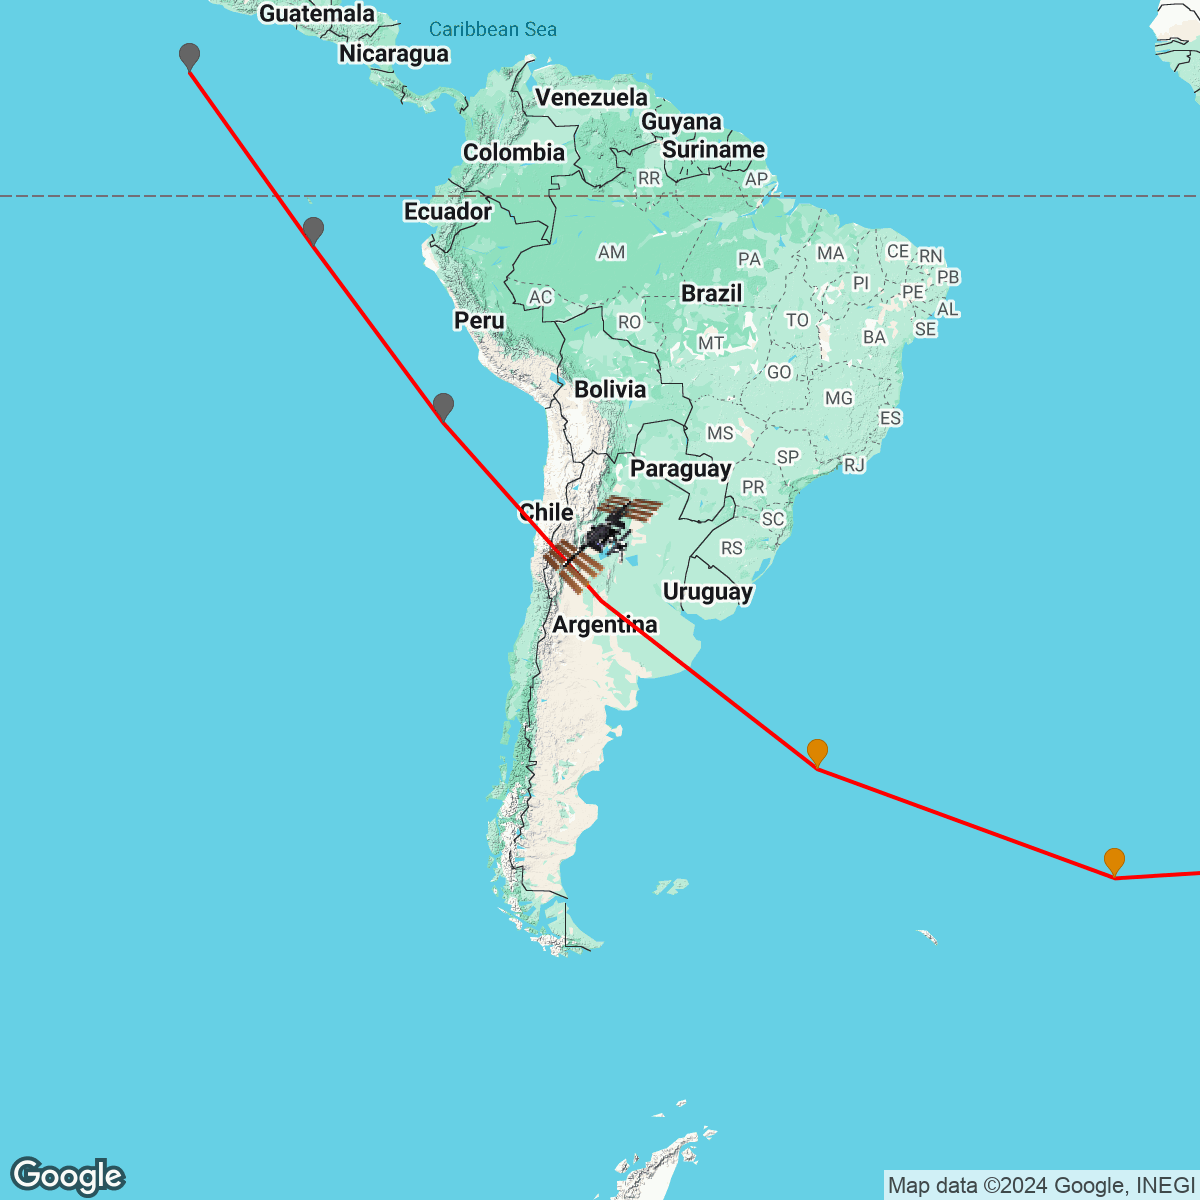 Guatemala
Caribbean Sea
Nicaragua
Venezuela
Guyana
Suriname
Colombia
RR
AP
Ecuador
AM
PA
MA
CE
RN
PB
PI
PE
AL
SE
BA
Brazil
AC
RO
TO
MT
Peru
GO
Bolivia
MG
ES
MS
SP
RJ
Paraguay
PR
Chile
SC
RS
Uruguay
Argentina
Google
Map data ©2024 Google, INEGI